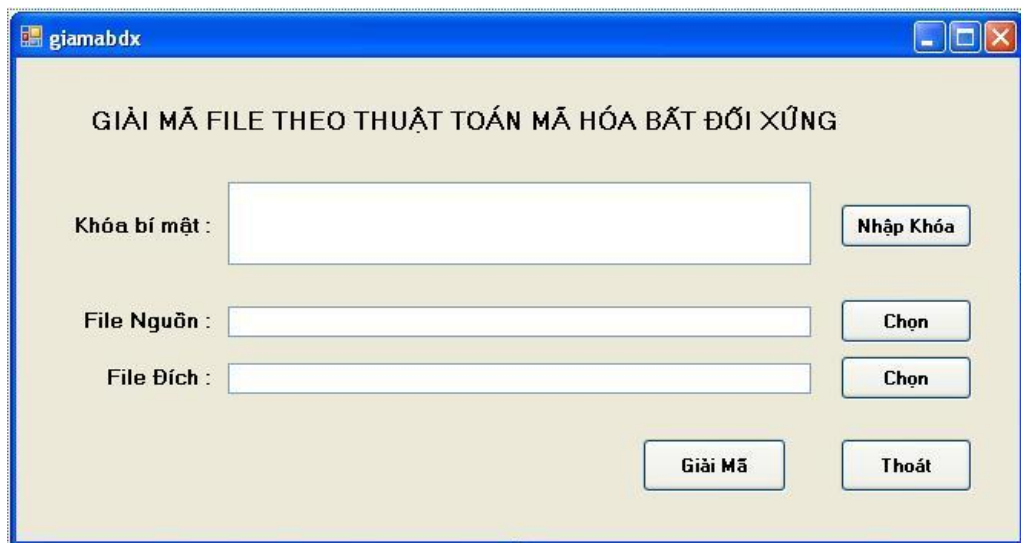 giamabdx
GIẢI MÃ FILE THEO THUẬT TOÁN MÃ HÓA BẤT ĐỐI XỨNG
Khóa bí mật :
Nhập Khóa
File Nguồn :
Chọn
File Đích :
Chọn
Giải Mã
Thoát